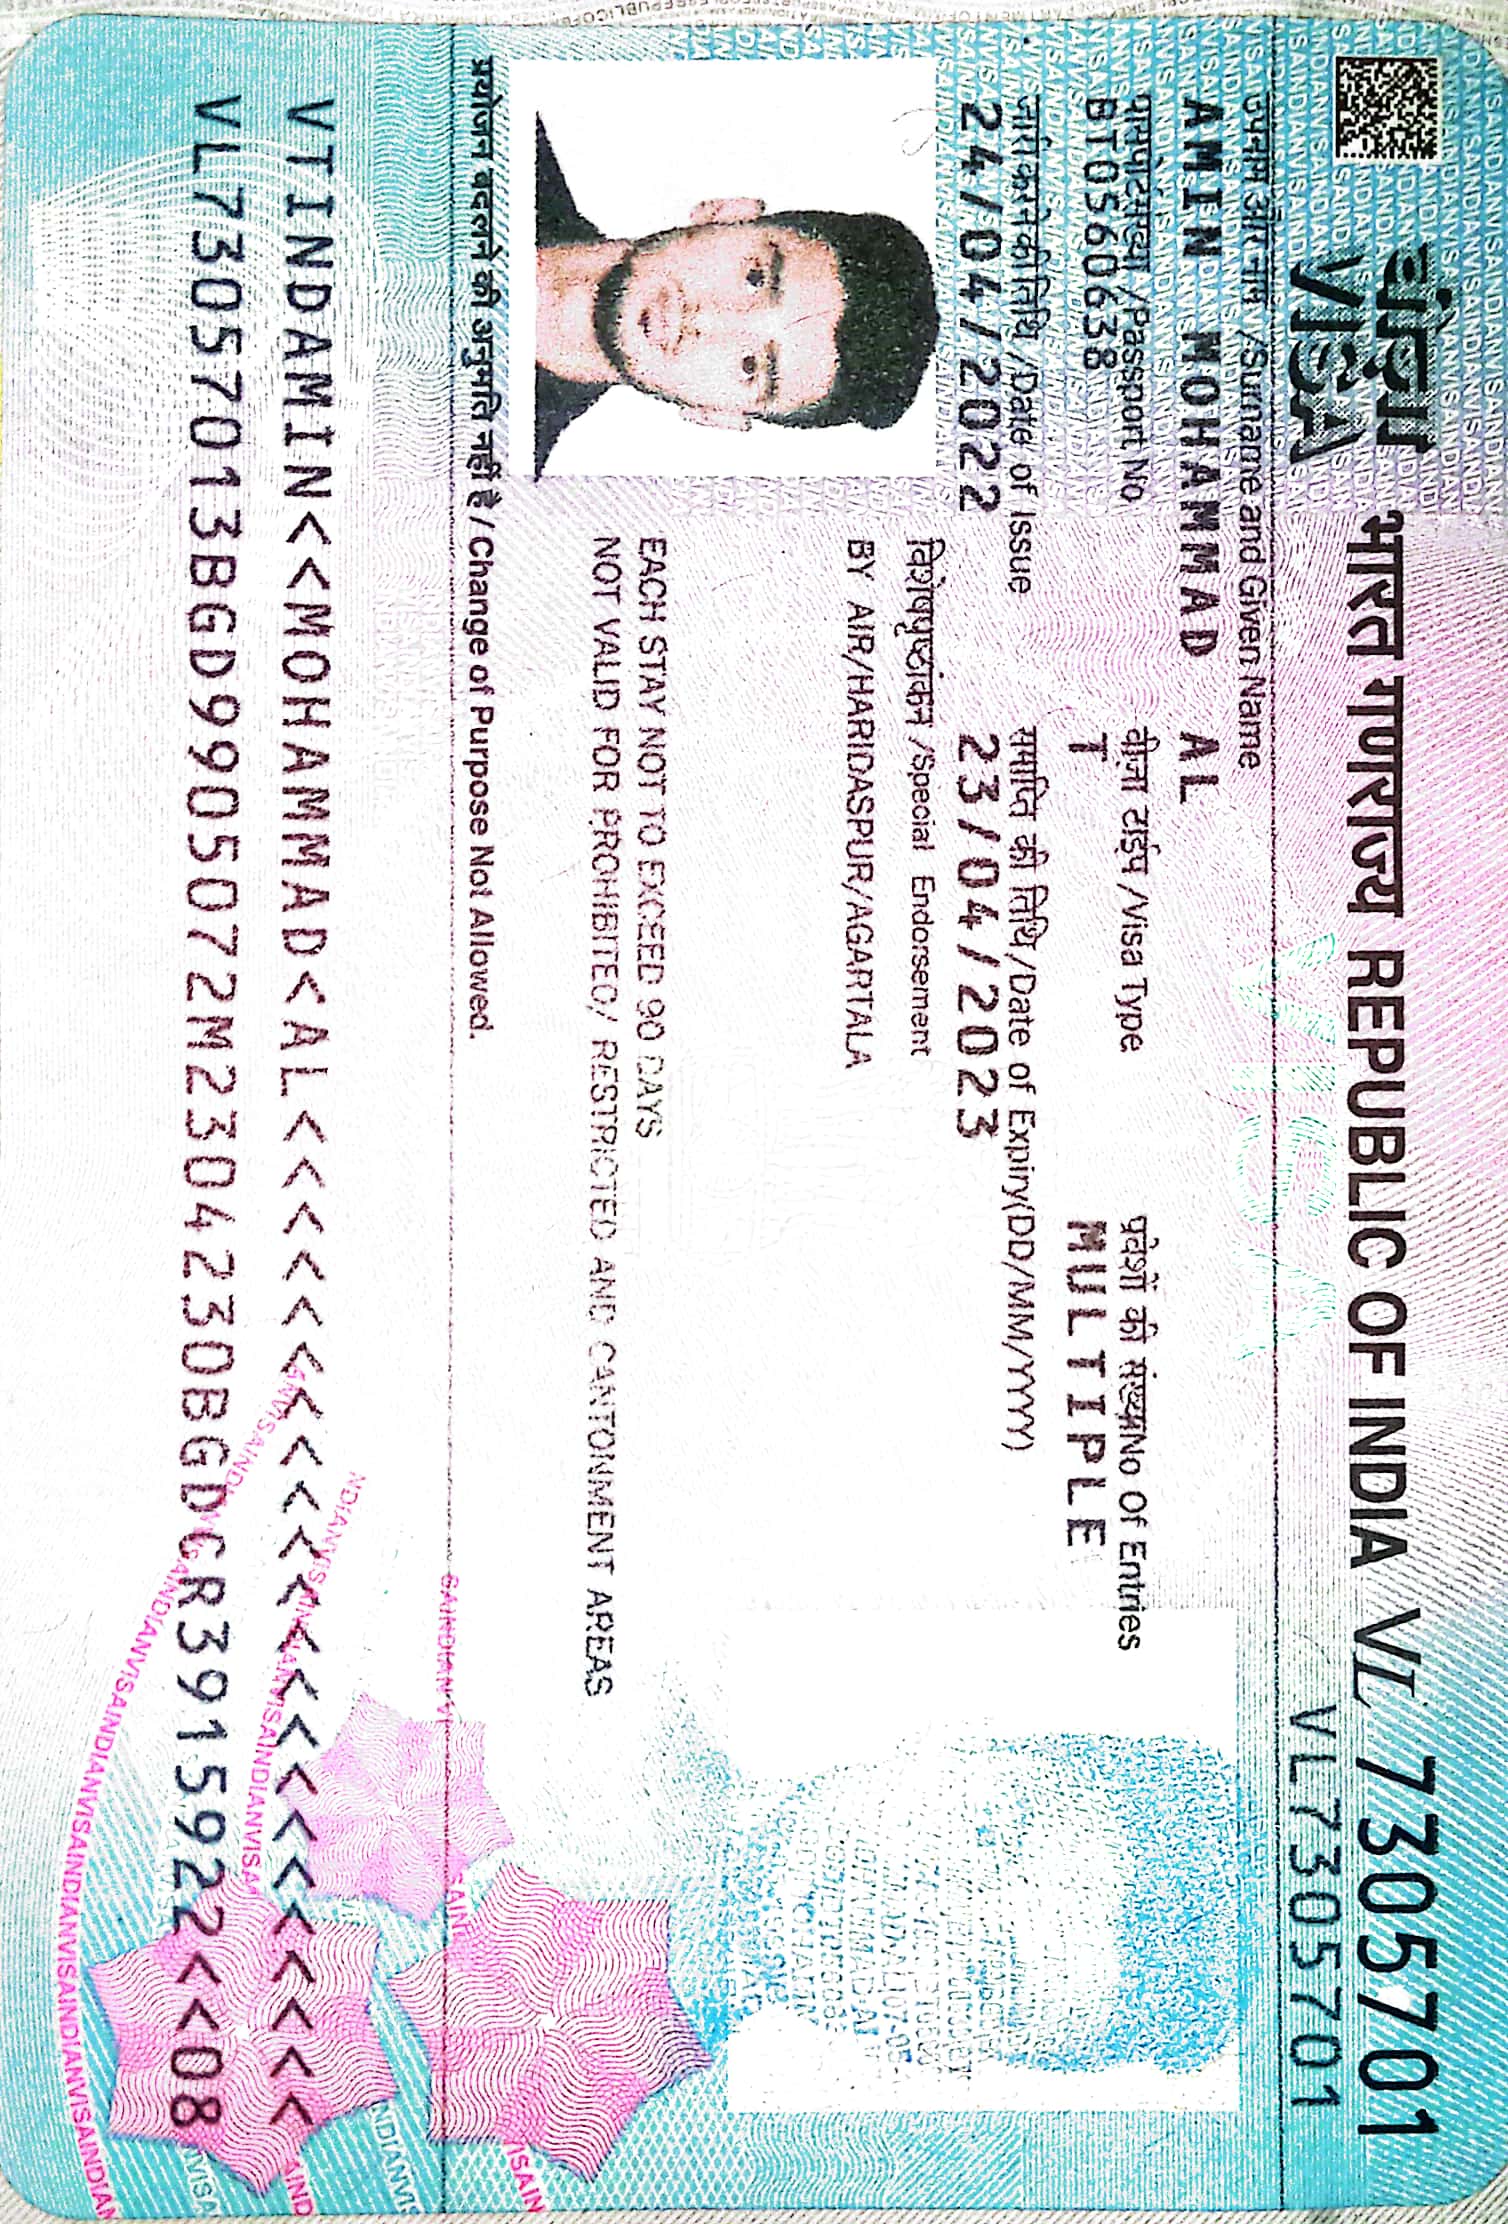 वीज़ा
VISA
भारत गणराज्य REPUBLIC OF INDIA VL 7305701
VL7305701
उपनाम और नाम /Surname and Given Name
AMIN MOHAMMAD AL
पासपोर्ट संख्या /Passport No
वीज़ा टाईप /Visa Type
प्रवेशों की संख्या/No Of Entries
BT0560638
T
MULTIPLE
जारी करने की तिथि /Date of Issue
समाप्ति की तिथि /Date of Expiry(DD/MM/YYYY)
24/04/2022
23/04/2023
विशेष पृष्ठांकन /Special Endorsement
BY AIR/HARIDASPUR/AGARTALA
EACH STAY NOT TO EXCEED 90 DAYS
NOT VALID FOR PROHIBITED/ RESTRICTED AND CANTONMENT AREAS
प्रयोजन बदलने की अनुमति नहीं है / Change of Purpose Not Allowed.
VTINDAMIN<<MOHAMMAD<AL<<<<<<<<<<<<<<<<<<<<<<
VL73057013BGD9905072M2304230BGDCR3915922<<08